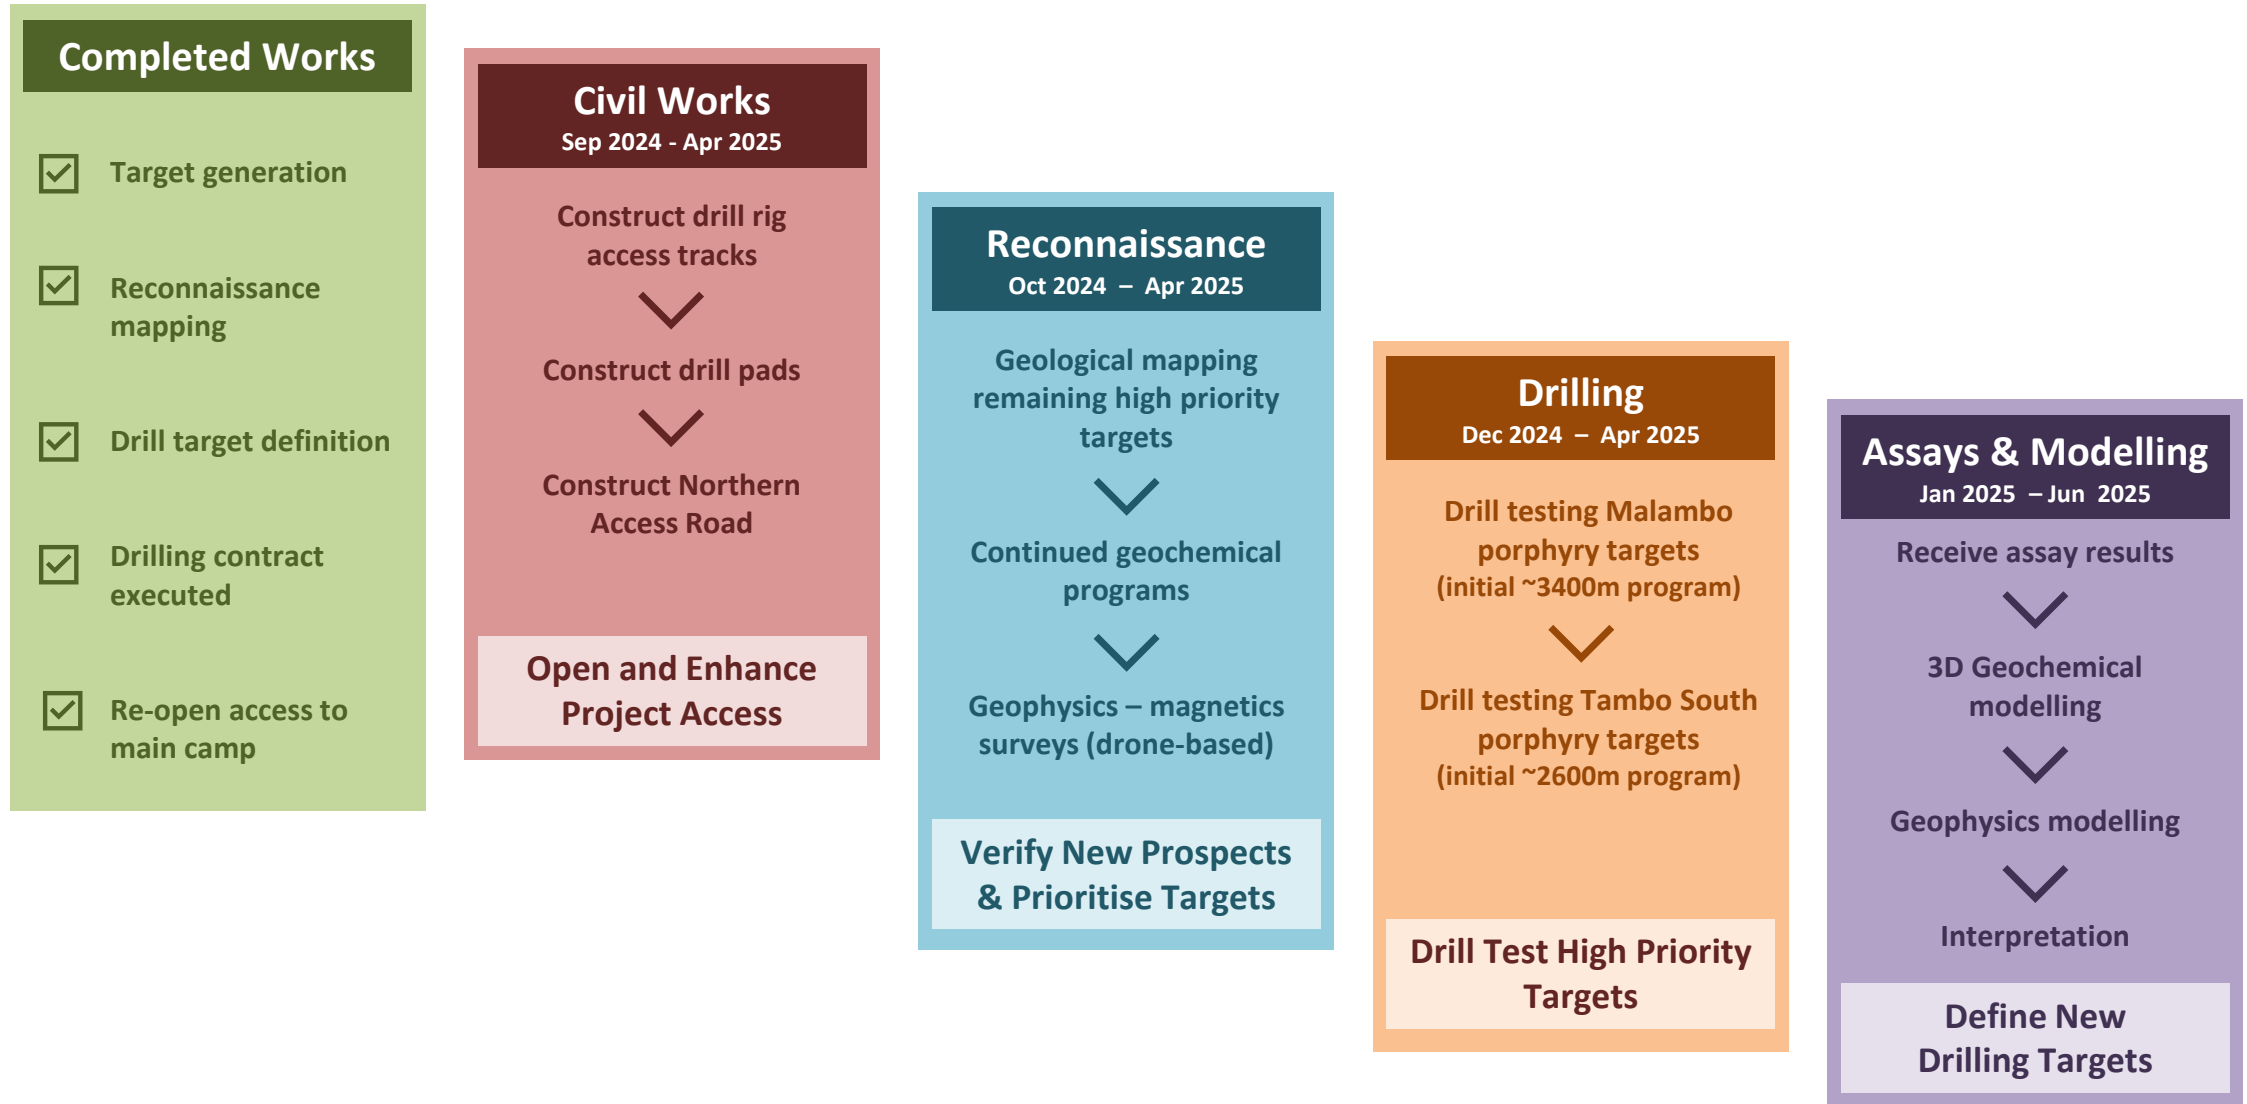 Completed Works
Target generation
Reconnaissance
mapping
Drill target definition
Drilling contract
executed
Re-open access to
main camp
Civil Works
Sep 2024 - Apr 2025
Construct drill rig
access tracks
Construct drill pads
Construct Northern
Access Road
Open and Enhance
Project Access
Reconnaissance
Oct 2024 – Apr 2025
Geological mapping
remaining high priority
targets
Continued geochemical
programs
Geophysics – magnetics
surveys (drone-based)
Verify New Prospects
& Prioritise Targets
Drilling
Dec 2024 – Apr 2025
Drill testing Malambo
porphyry targets
(initial ~3400m program)
Drill testing Tambo South
porphyry targets
(initial ~2600m program)
Drill Test High Priority
Targets
Assays & Modelling
Jan 2025 – Jun 2025
Receive assay results
3D Geochemical
modelling
Geophysics modelling
Interpretation
Define New
Drilling Targets